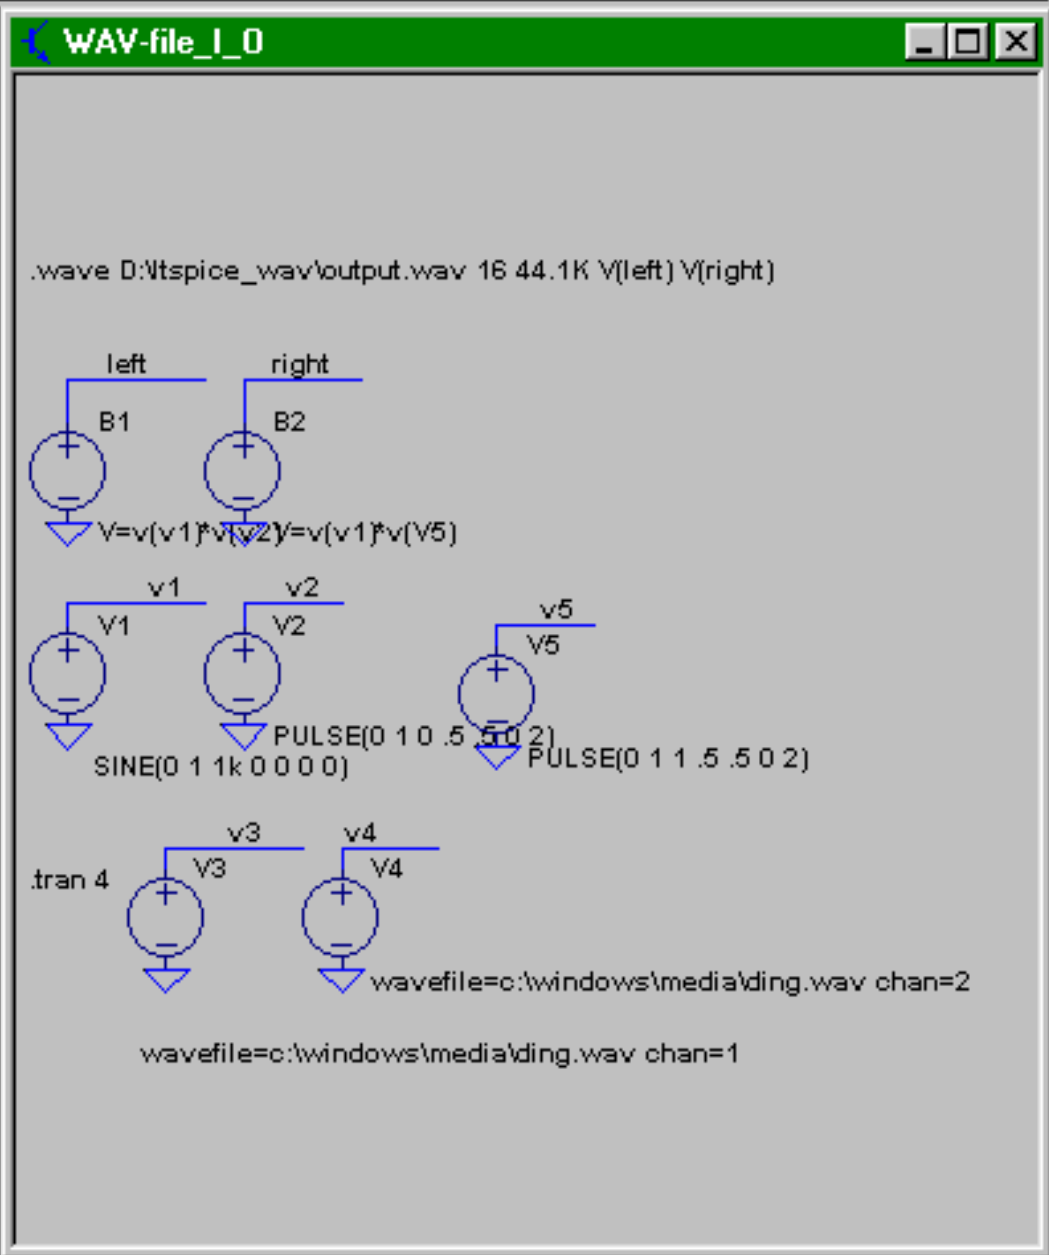 WAV-file_I_O
.wave D:\ltspice_wav\output.wav 16 44.1K V(left) V(right)
left
right
B1
B2
V=v(v1)*v(v2)
V=v(v1)*v(V5)
v1
v2
v5
V1
V2
V5
PULSE(0 1 0 .5 .5 0 2)
PULSE(0 1 1 .5 .5 0 2)
SINE(0 1 1k 0 0 0 0)
v3
v4
V3
V4
.tran 4
wavefile=c:\windows\media\ding.wav chan=2
wavefile=c:\windows\media\ding.wav chan=1